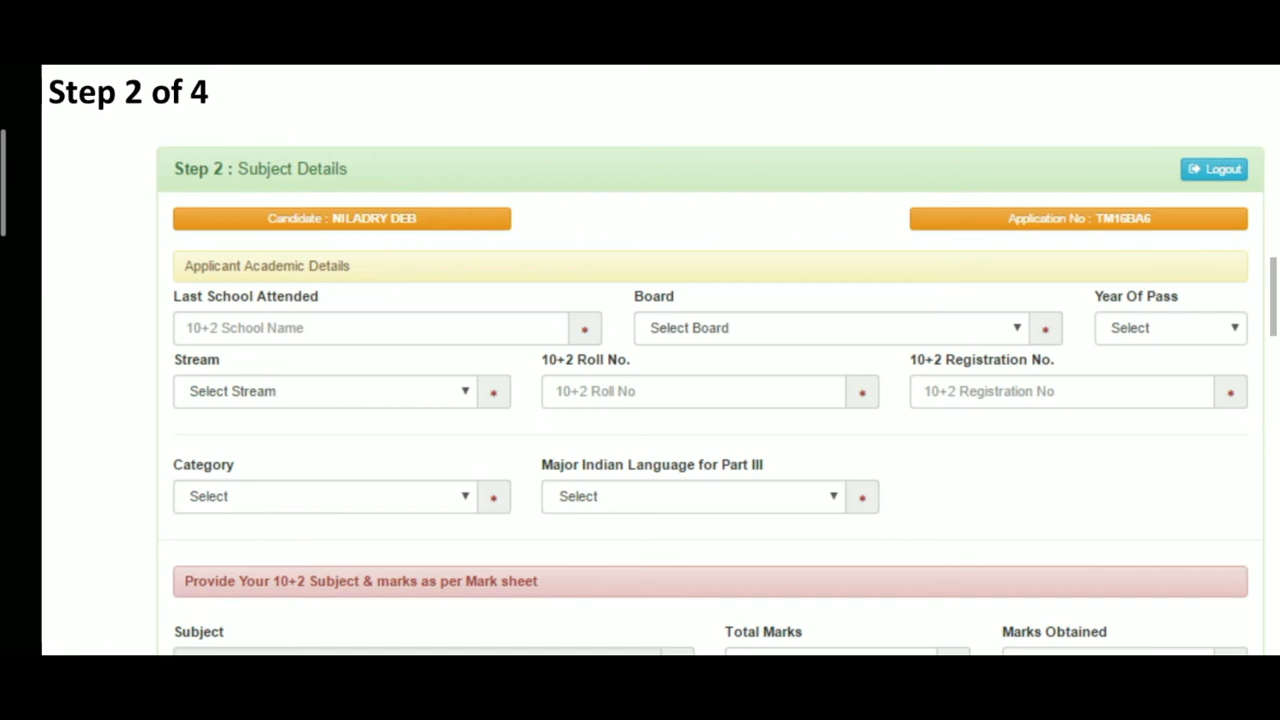 Step 2 of 4
Step 2 : Subject Details
Logout
Candidate : NILADRY DEB
Application No : TM16BA6
Applicant Academic Details
Last School Attended
Board
Year Of Pass
10+2 School Name *
Select Board *
Select
Stream
10+2 Roll No.
10+2 Registration No.
Select Stream *
10+2 Roll No *
10+2 Registration No *
Category
Major Indian Language for Part III
Select *
Select *
Provide Your 10+2 Subject & marks as per Mark sheet
Subject
Total Marks
Marks Obtained